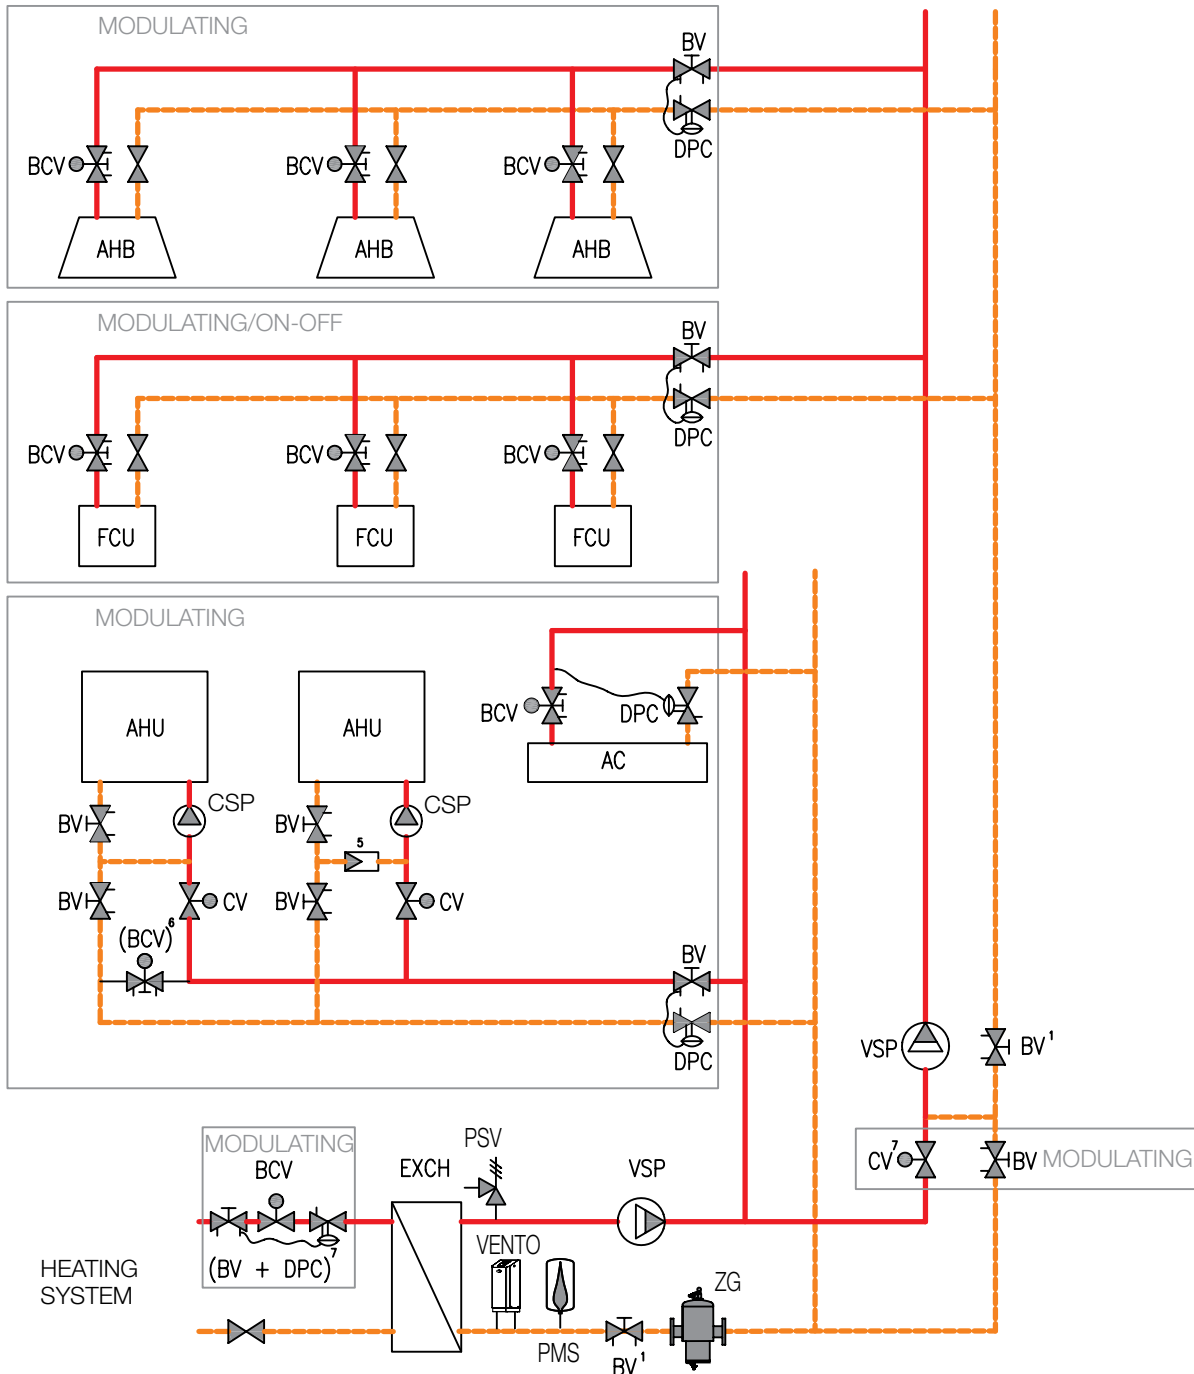 MODULATING
BV
DPC
BCV
BCV
BCV
AHB
AHB
AHB
MODULATING/ON-OFF
BV
DPC
BCV
BCV
BCV
FCU
FCU
FCU
MODULATING
AHU
AHU
BCV
DPC
AC
CSP
CSP
BV
BV
5
BV
CV
BV
CV
(BCV)⁶
BV
DPC
VSP
BV¹
MODULATING
BCV
(BV + DPC)⁷
EXCH
PSV
VSP
CV⁷
BV
MODULATING
HEATING
SYSTEM
VENTO
PMS
BV¹
ZG